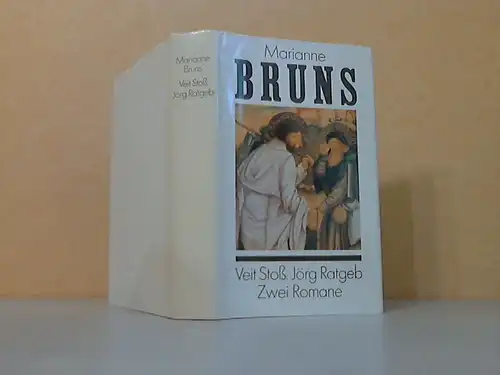 Marianne
Bruns
Veit Stoß.
Jörg Ratgeb
Marianne
BRUNS
Veit Stoß. Jörg Ratgeb
Zwei Romane